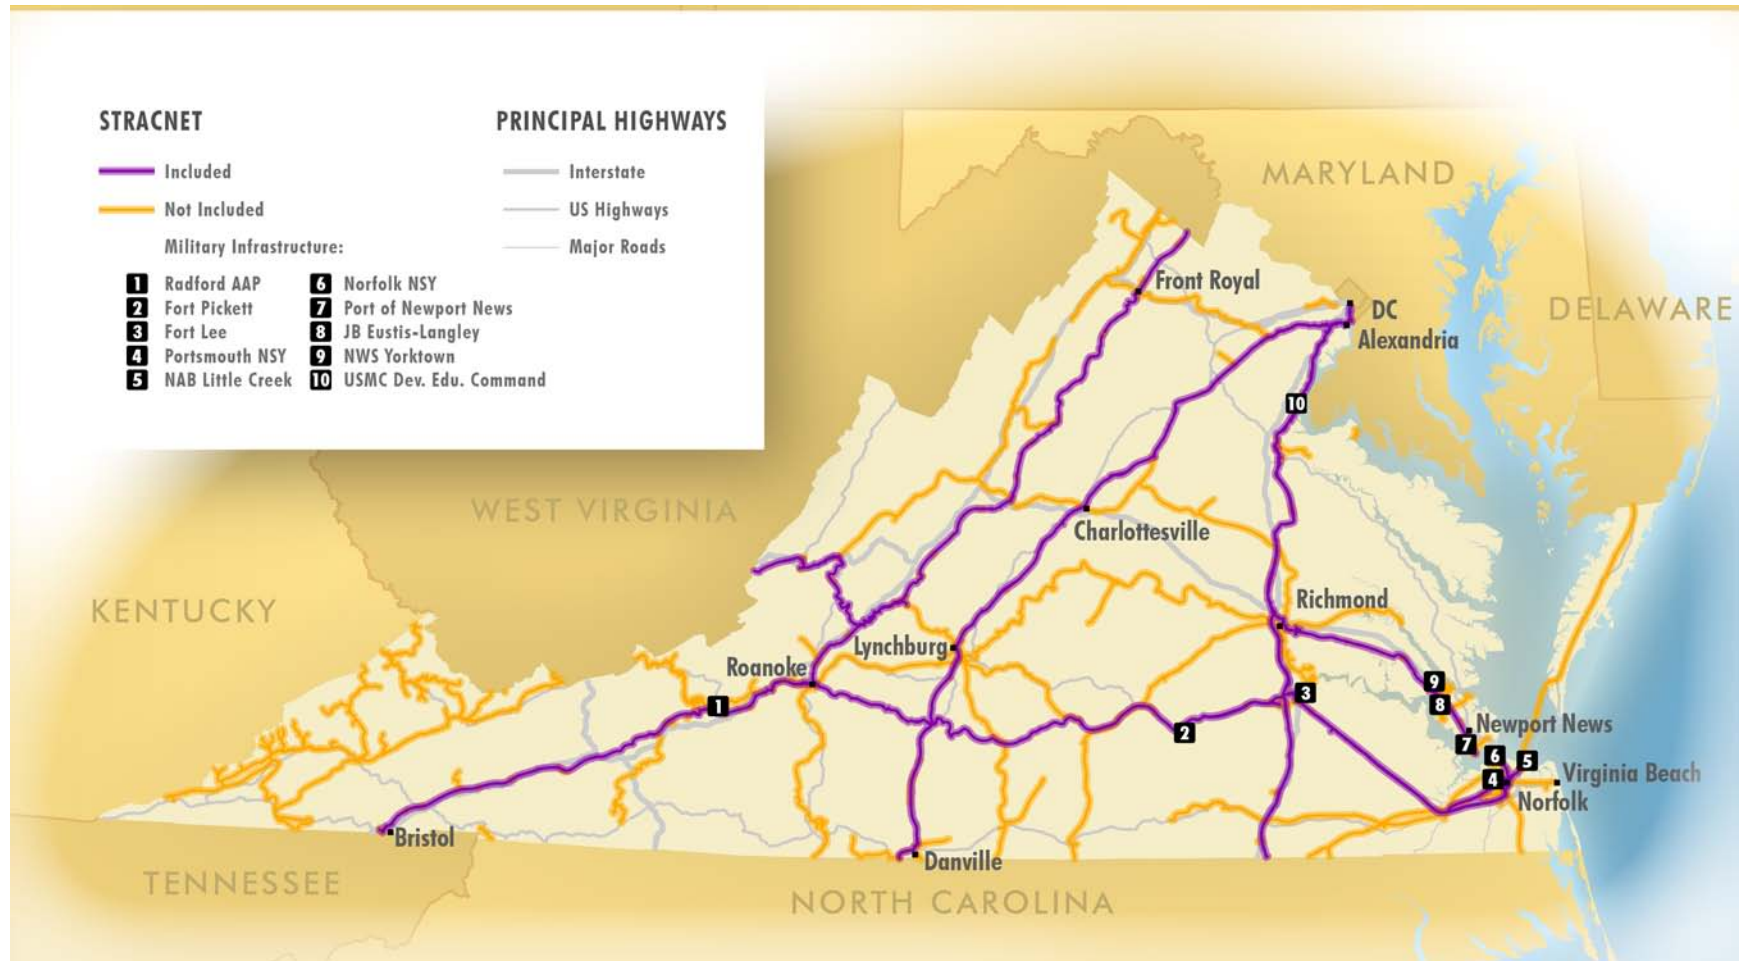 STRACNET
Included
Not Included
Military Infrastructure:
1 Radford AAP
2 Fort Pickett
3 Fort Lee
4 Portsmouth NSY
5 NAB Little Creek
6 Norfolk NSY
7 Port of Newport News
8 JB Eustis-Langley
9 NWS Yorktown
10 USMC Dev. Edu. Command
PRINCIPAL HIGHWAYS
Interstate
US Highways
Major Roads
MARYLAND
Front Royal
DC
DELAWARE
Alexandria
10
WEST VIRGINIA
Charlottesville
KENTUCKY
Richmond
Lynchburg
Roanoke
9
3
8
1
Newport News
2
7
6
5
Virginia Beach
4
Norfolk
Bristol
Danville
TENNESSEE
NORTH CAROLINA